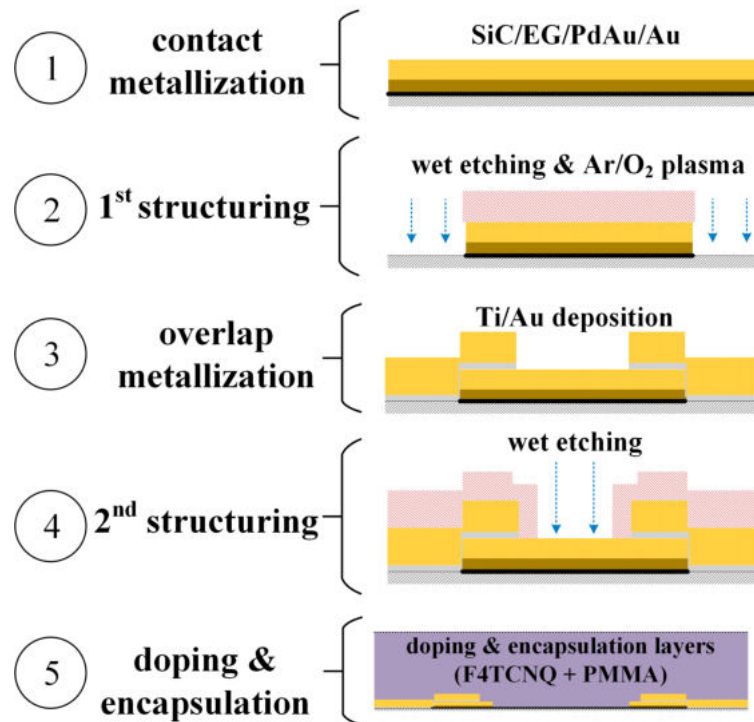 1
contact
metallization
SiC/EG/PdAu/Au
2
1st structuring
wet etching & Ar/O₂ plasma
3
overlap
metallization
Ti/Au deposition
4
2nd structuring
wet etching
5
doping &
encapsulation
doping & encapsulation layers
(F4TCNQ + PMMA)